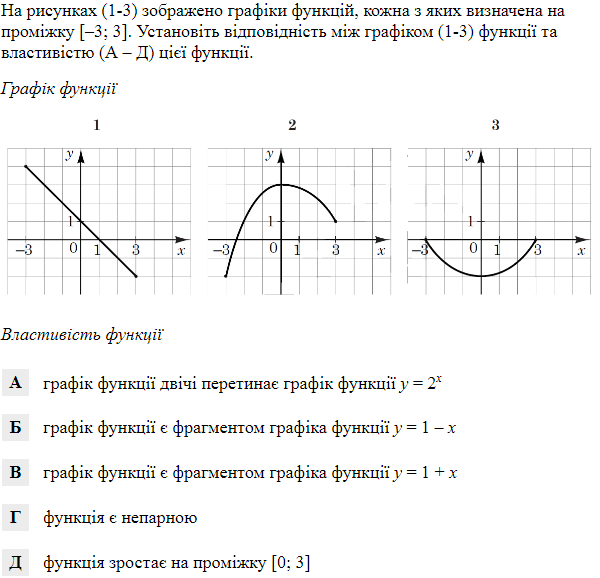 На рисунках (1-3) зображено графіки функцій, кожна з яких визначена на
проміжку [–3; 3]. Установіть відповідність між графіком (1-3) функції та
властивістю (А – Д) цієї функції.
Графік функції
1 2 3
y y y
1 1 1
–3 0 1 3 x –3 0 1 3 x –3 0 1 3 x
Властивість функції
А графік функції двічі перетинає графік функції y = 2ˣ
Б графік функції є фрагментом графіка функції y = 1 – x
В графік функції є фрагментом графіка функції y = 1 + x
Г функція є непарною
Д функція зростає на проміжку [0; 3]